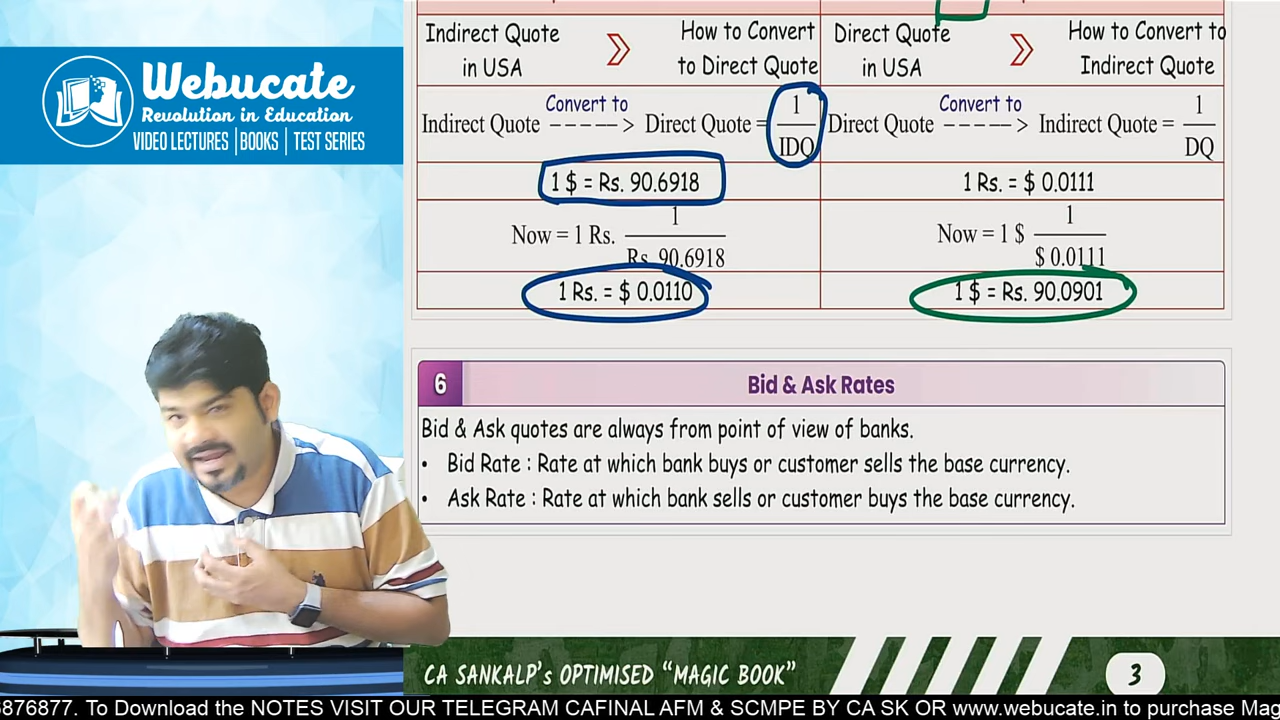 Webucate
Revolution in Education
VIDEO LECTURES | BOOKS | TEST SERIES
Indirect Quote in USA
How to Convert to Direct Quote
Direct Quote in USA
How to Convert to Indirect Quote
Indirect Quote Convert to -----> Direct Quote = 1/IDQ
Direct Quote Convert to -----> Indirect Quote = 1/DQ
1 $ = Rs. 90.6918
1 Rs. = $ 0.0111
Now = 1 Rs. 1/Rs. 90.6918
Now = 1 $ 1/$ 0.0111
1 Rs. = $ 0.0110
1 $ = Rs. 90.0901
6 Bid & Ask Rates
Bid & Ask quotes are always from point of view of banks.
• Bid Rate : Rate at which bank buys or customer sells the base currency.
• Ask Rate : Rate at which bank sells or customer buys the base currency.
CA SANKALP's OPTIMISED "MAGIC BOOK"
3
6876877. To Download the NOTES VISIT OUR TELEGRAM CAFINAL AFM & SCMPE BY CA SK OR www.webucate.in to purchase Mag